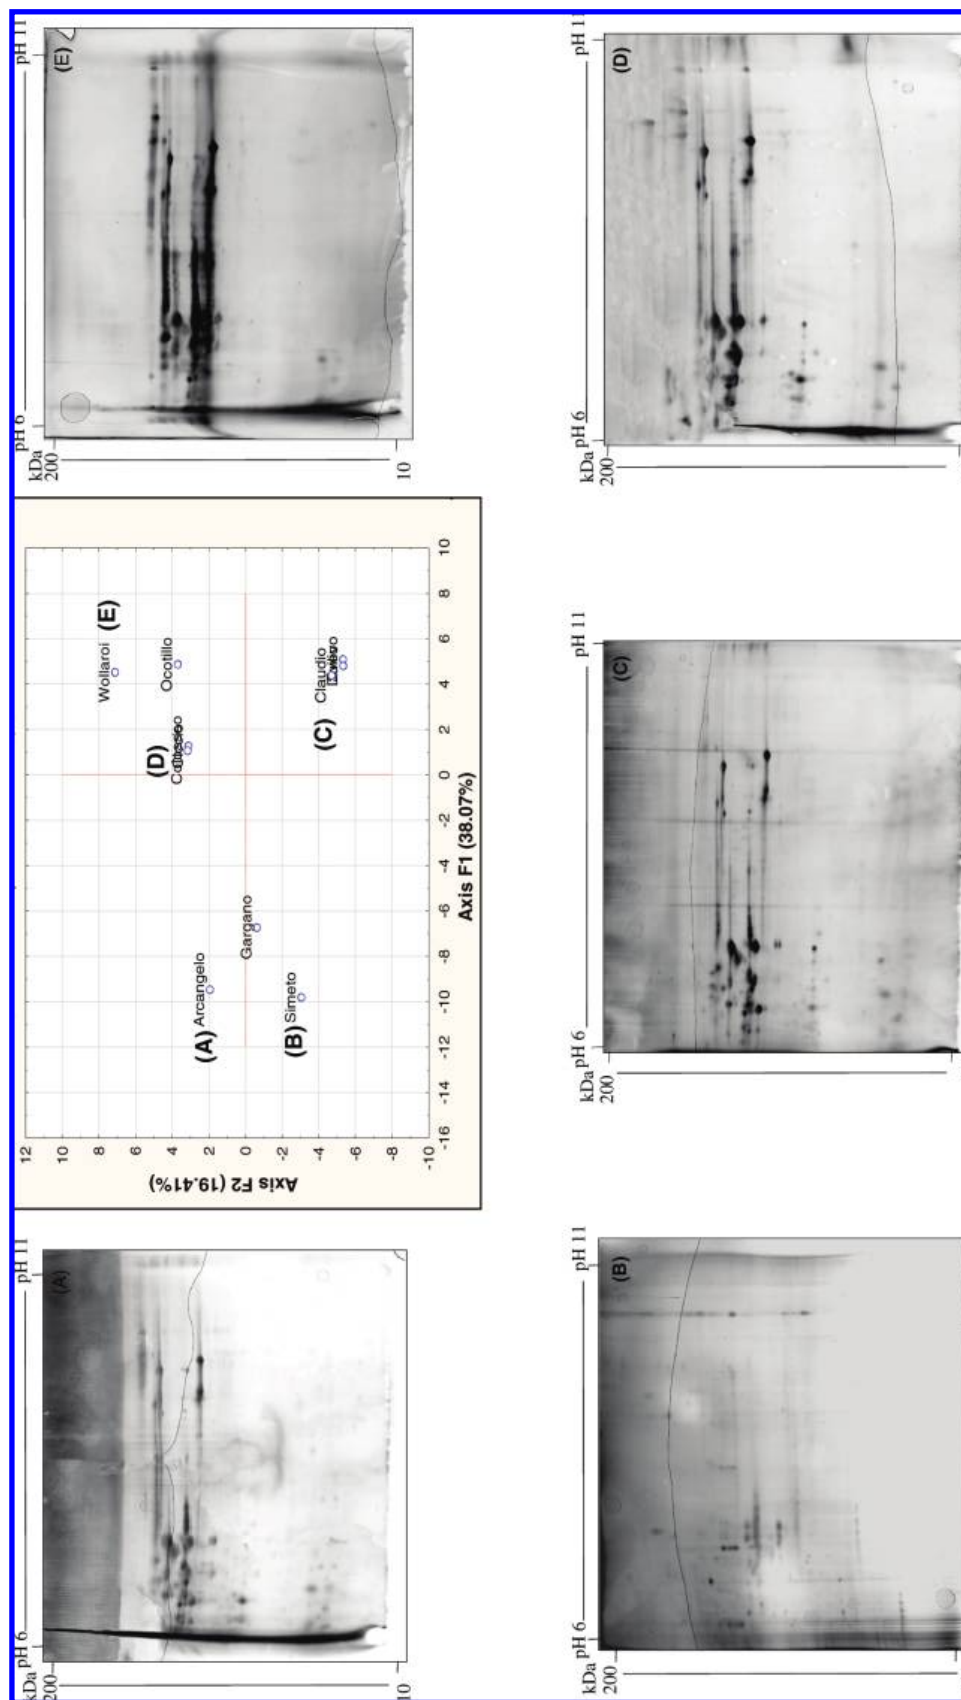 (A)
kDa
200
pH 6
pH 11
10
12
10
8
6
4
2
0
-2
-4
-6
-8
-10
Axis F2 (19.41%)
-16
-14
-12
-10
-8
-6
-4
-2
0
2
4
6
8
10
Axis F1 (38.07%)
Wollaroi
(E)
Ocotillo
(D)
(A) Arcangelo
Gargano
(B) Simeto
Claudio
(C)
(E)
kDa
200
pH 6
pH 11
10
(B)
kDa
200
pH 6
pH 11
(C)
kDa
200
pH 6
pH 11
(D)
kDa
200
pH 6
pH 11